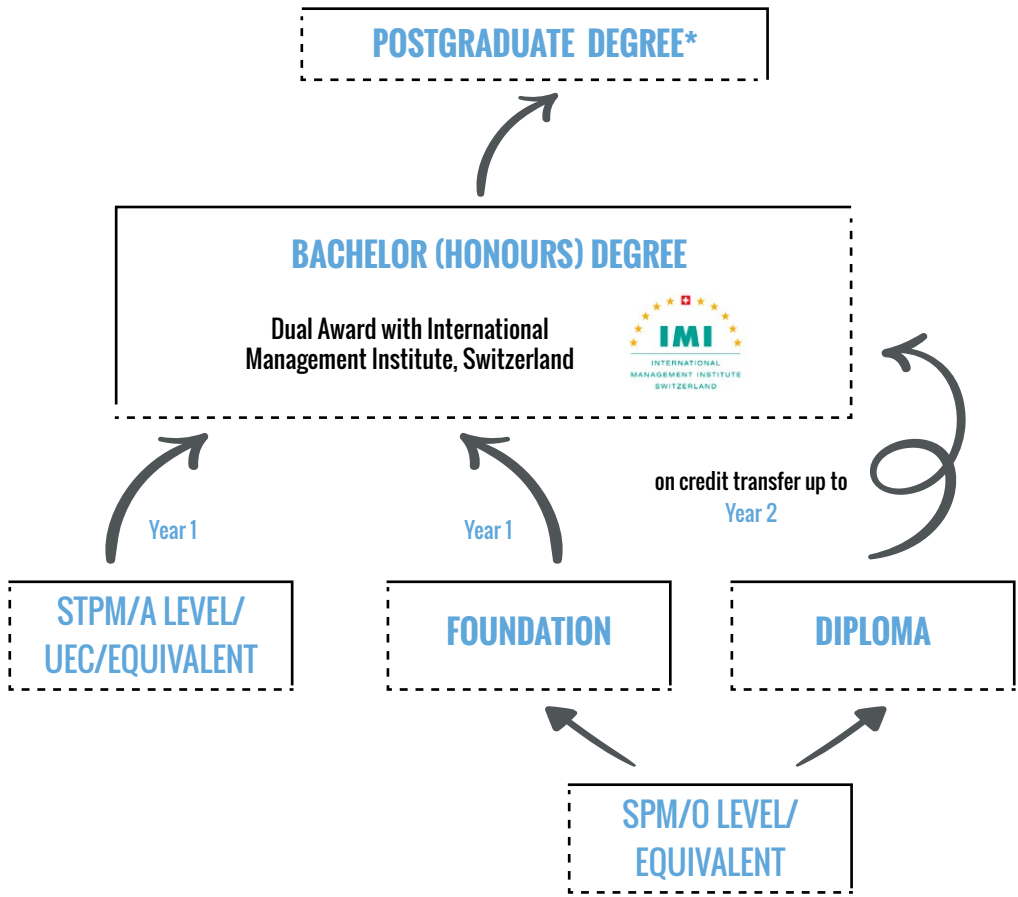 POSTGRADUATE DEGREE*
BACHELOR (HONOURS) DEGREE
Dual Award with International
Management Institute, Switzerland
IMI
INTERNATIONAL
MANAGEMENT INSTITUTE
SWITZERLAND
Year 1
Year 1
on credit transfer up to
Year 2
STPM/A LEVEL/
UEC/EQUIVALENT
FOUNDATION
DIPLOMA
SPM/O LEVEL/
EQUIVALENT